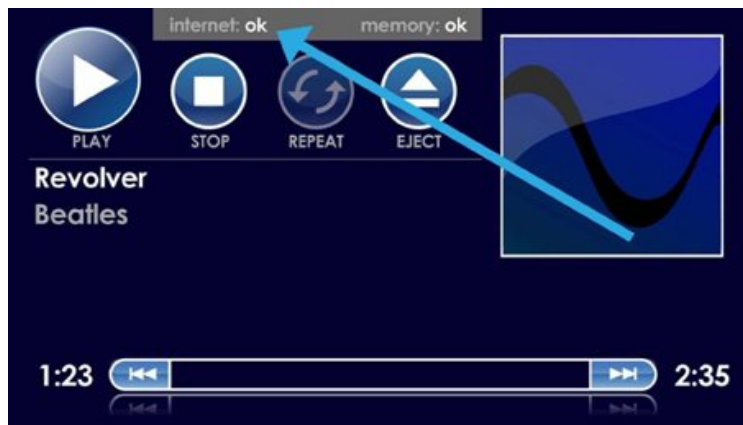 internet: ok memory: ok
PLAY STOP REPEAT EJECT
Revolver
Beatles
1:23 2:35